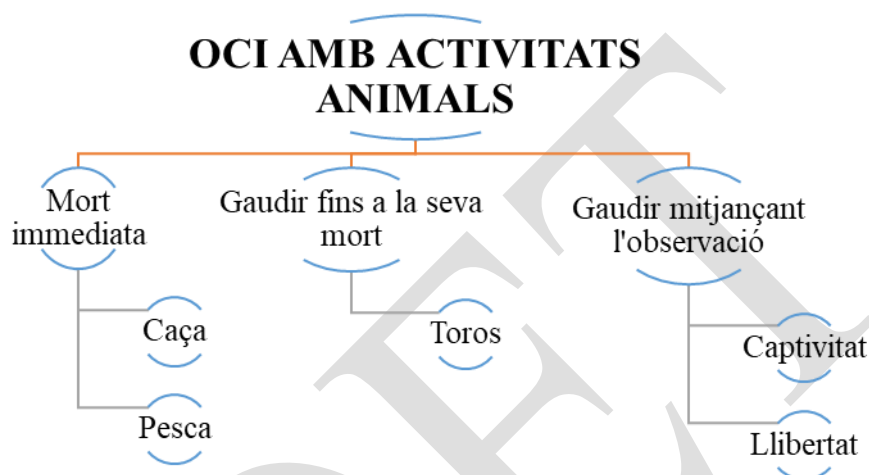 OCI AMB ACTIVITATS
ANIMALS
Mort
immediata
Gaudir fins a la seva
mort
Gaudir mitjançant
l'observació
Caça
Pesca
Toros
Captivitat
Llibertat